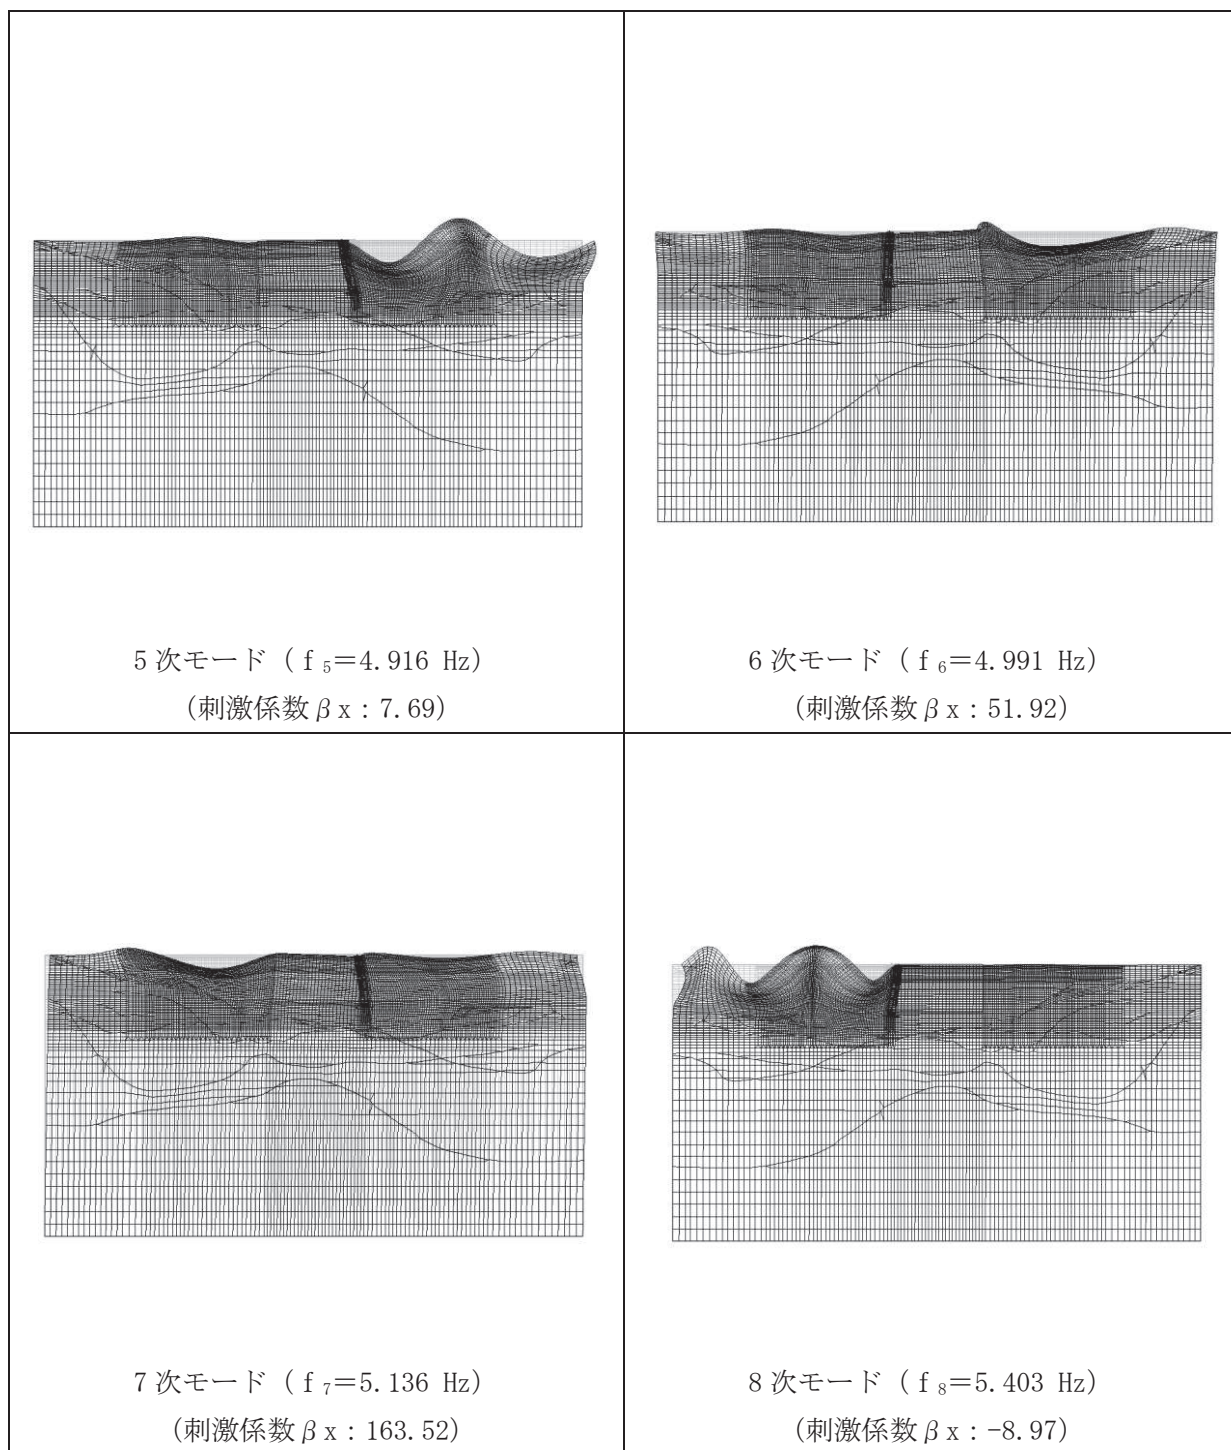 5次モード（f₅＝4.916 Hz）
（刺激係数βx：7.69）
6次モード（f₆＝4.991 Hz）
（刺激係数βx：51.92）
7次モード（f₇＝5.136 Hz）
（刺激係数βx：163.52）
8次モード（f₈＝5.403 Hz）
（刺激係数βx：-8.97）